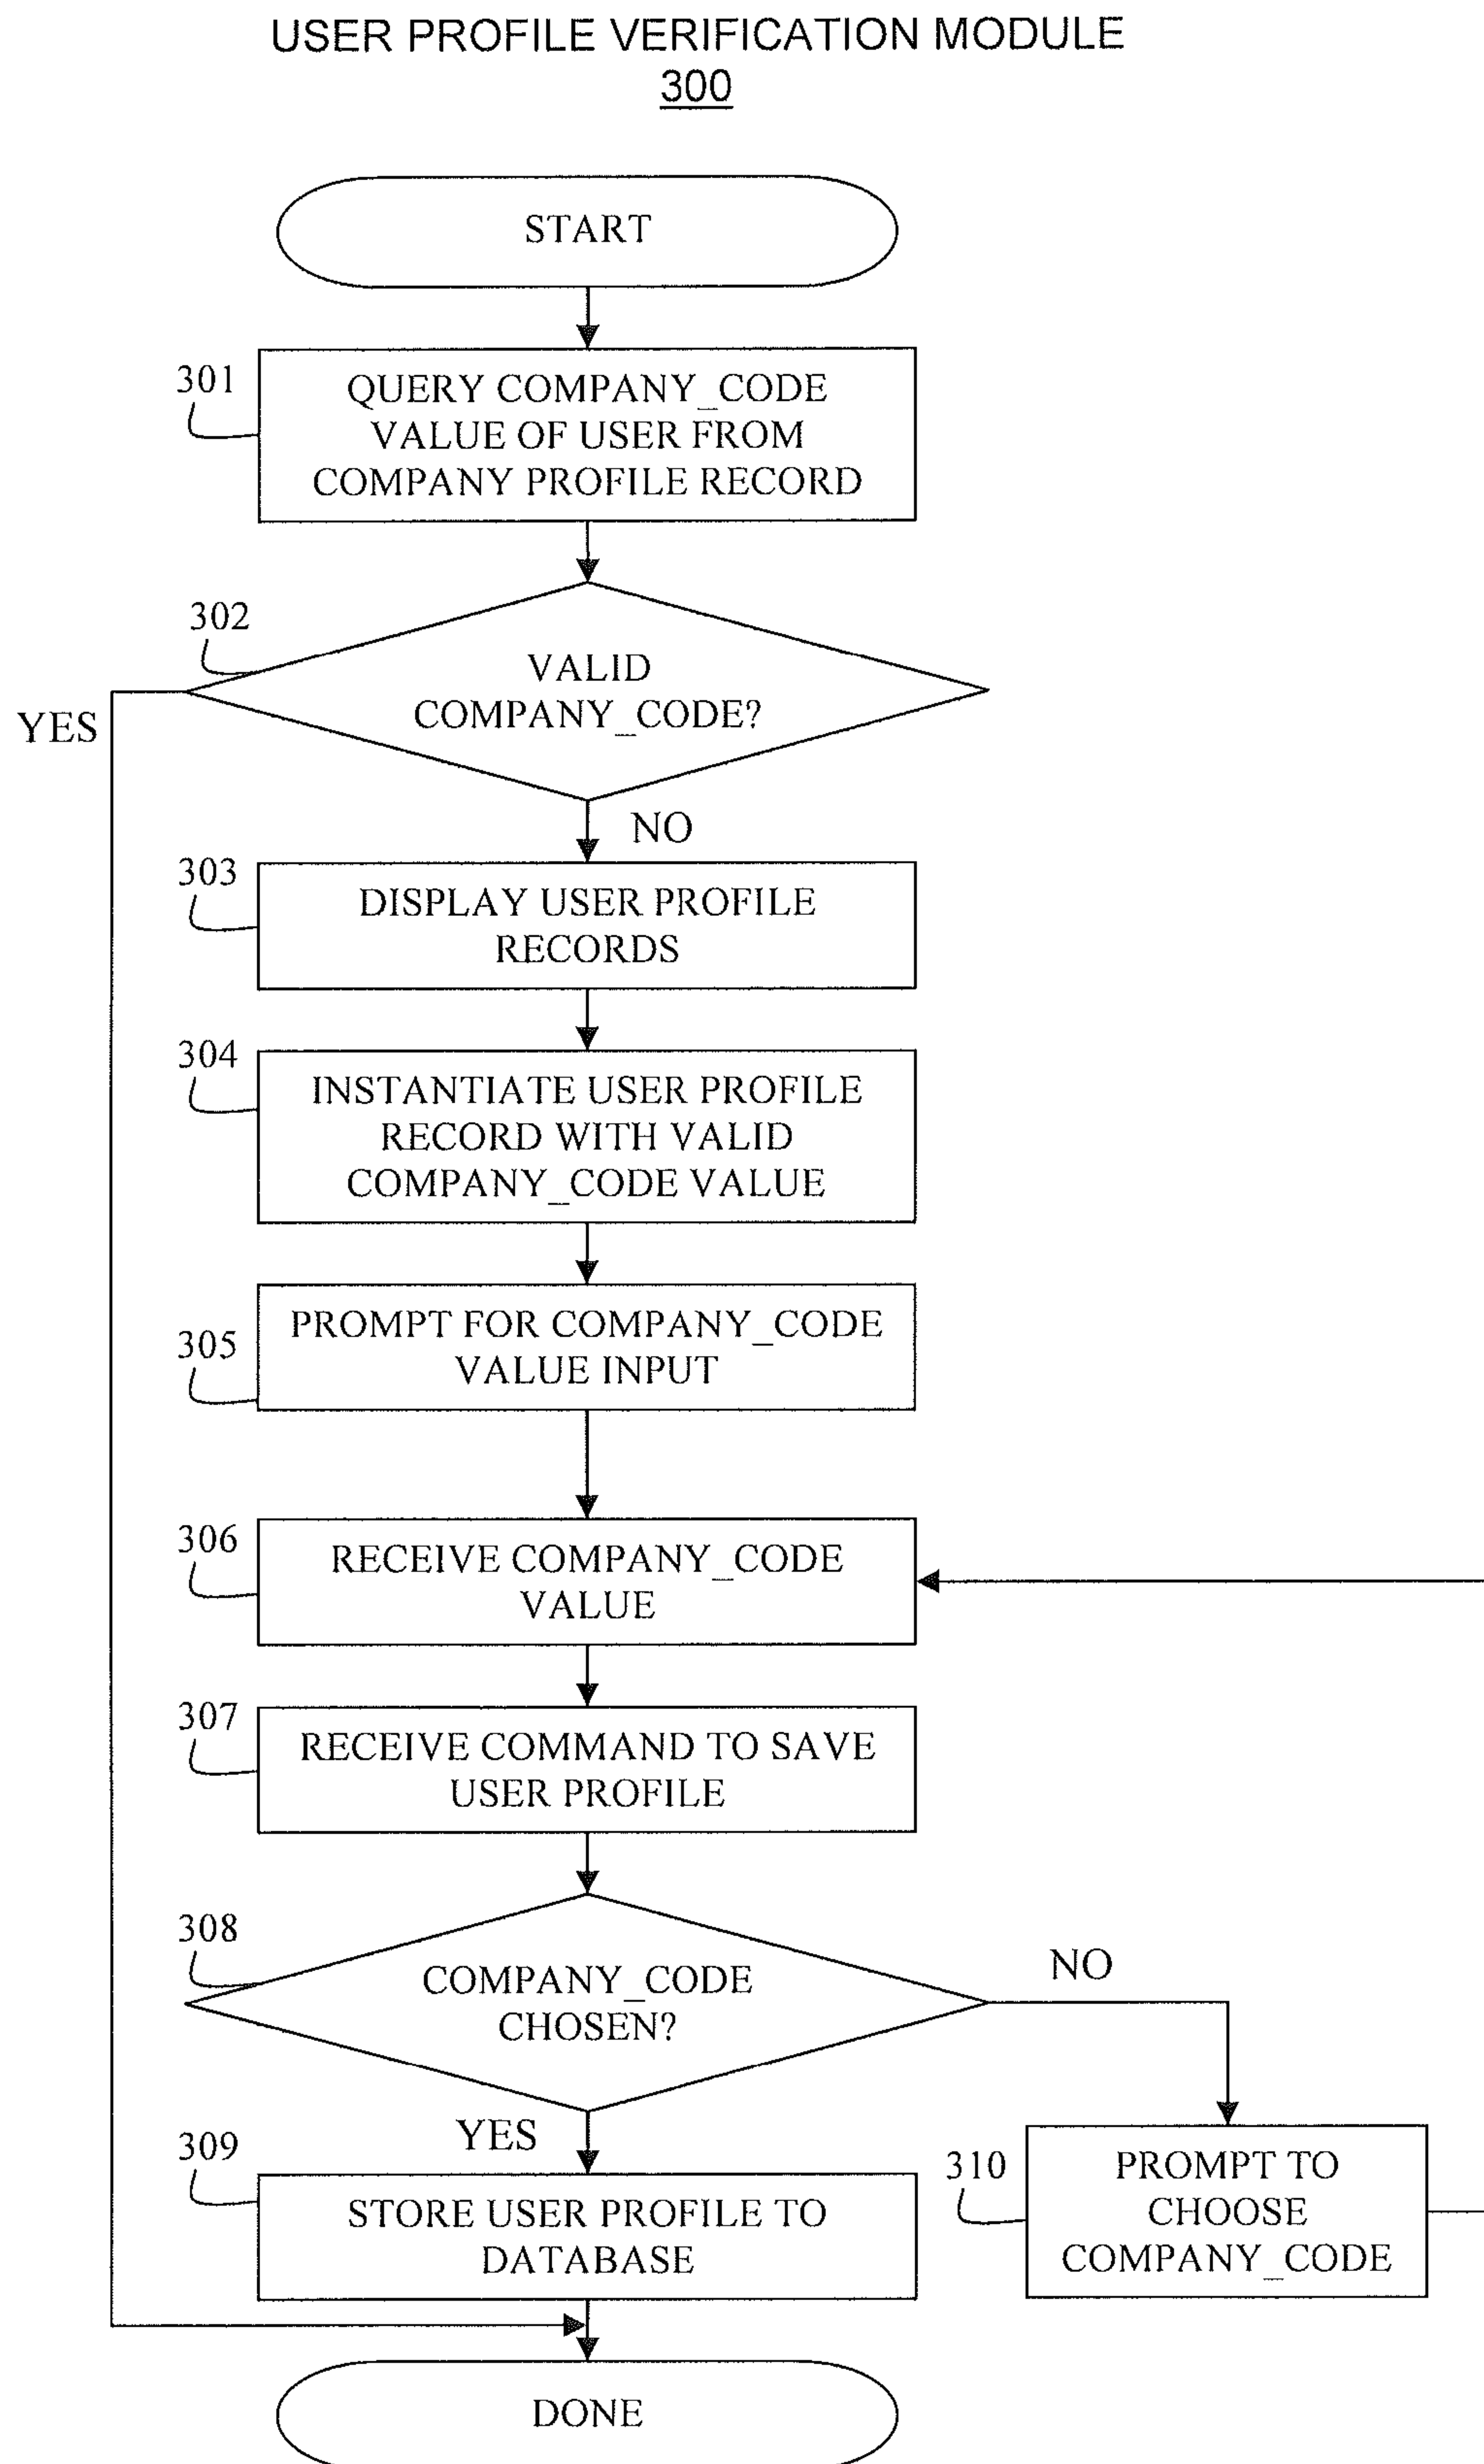 USER PROFILE VERIFICATION MODULE
300
START
301
QUERY COMPANY_CODE
VALUE OF USER FROM
COMPANY PROFILE RECORD
302
VALID
COMPANY_CODE?
YES
NO
303
DISPLAY USER PROFILE
RECORDS
304
INSTANTIATE USER PROFILE
RECORD WITH VALID
COMPANY_CODE VALUE
305
PROMPT FOR COMPANY_CODE
VALUE INPUT
306
RECEIVE COMPANY_CODE
VALUE
307
RECEIVE COMMAND TO SAVE
USER PROFILE
308
COMPANY_CODE
CHOSEN?
NO
YES
309
STORE USER PROFILE TO
DATABASE
310
PROMPT TO
CHOOSE
COMPANY_CODE
DONE